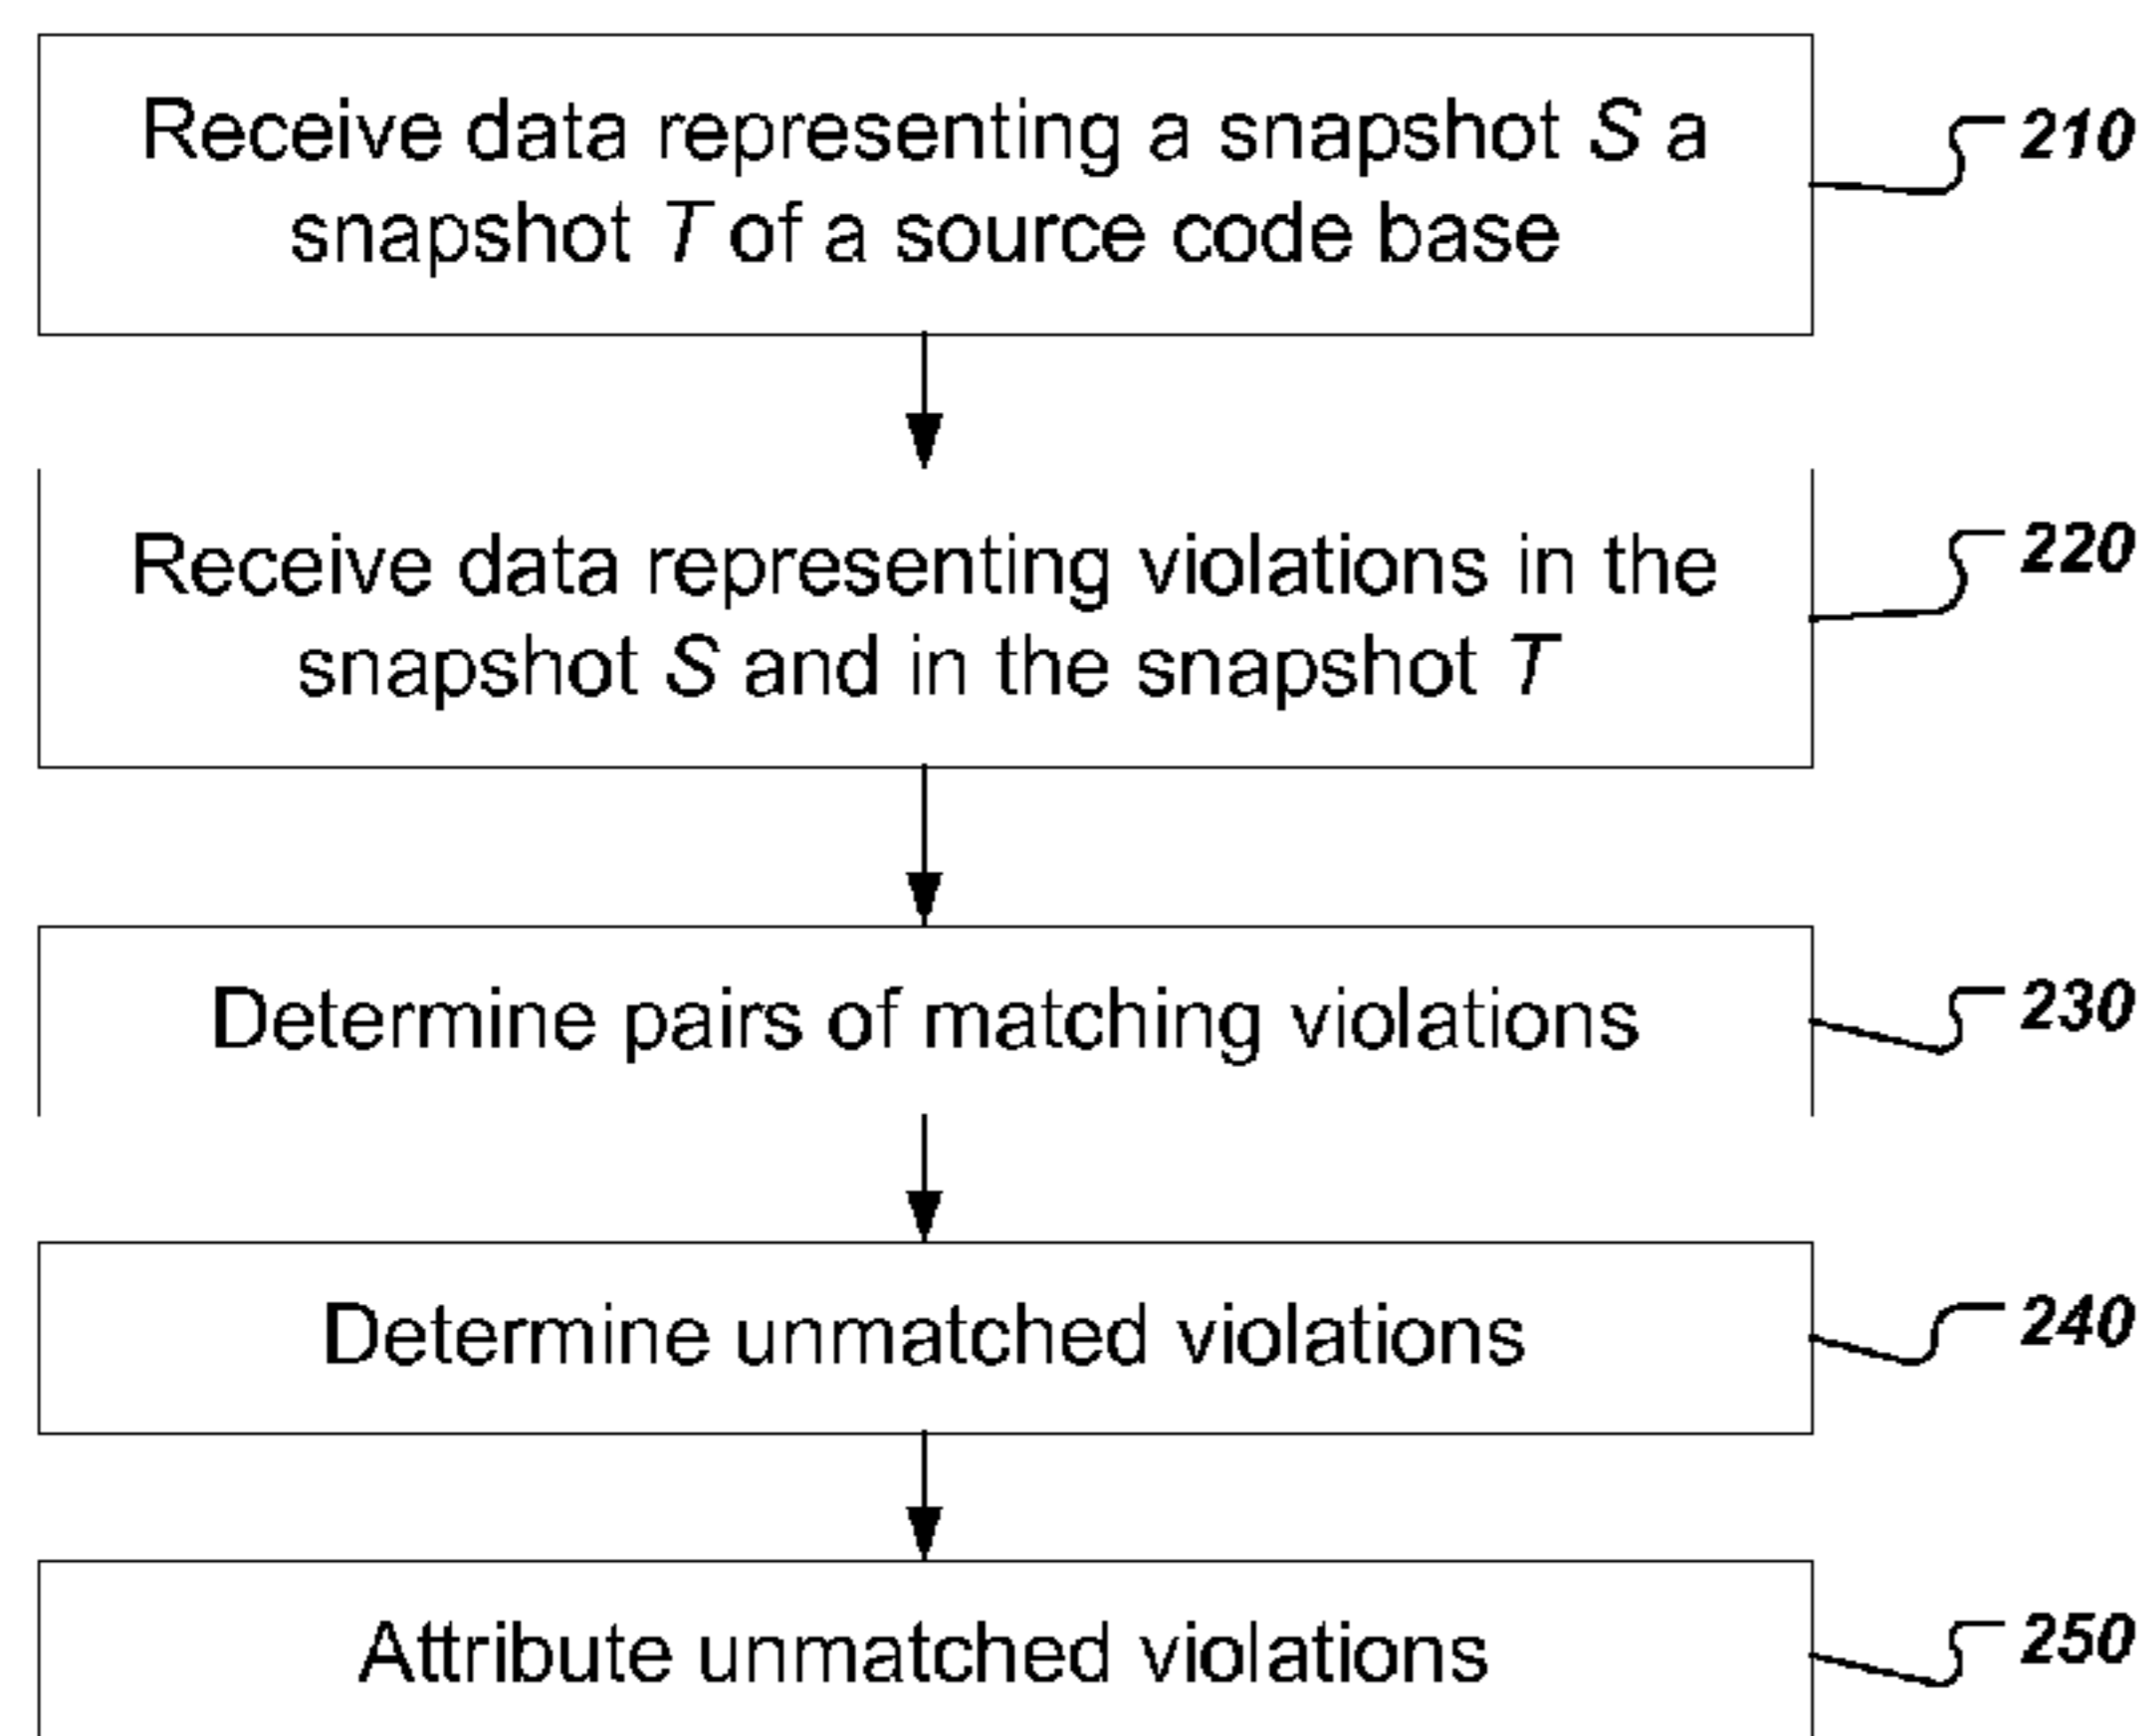 Receive data representing a snapshot S a
snapshot T of a source code base
210
Receive data representing violations in the
snapshot S and in the snapshot T
220
Determine pairs of matching violations
230
Determine unmatched violations
240
Attribute unmatched violations
250